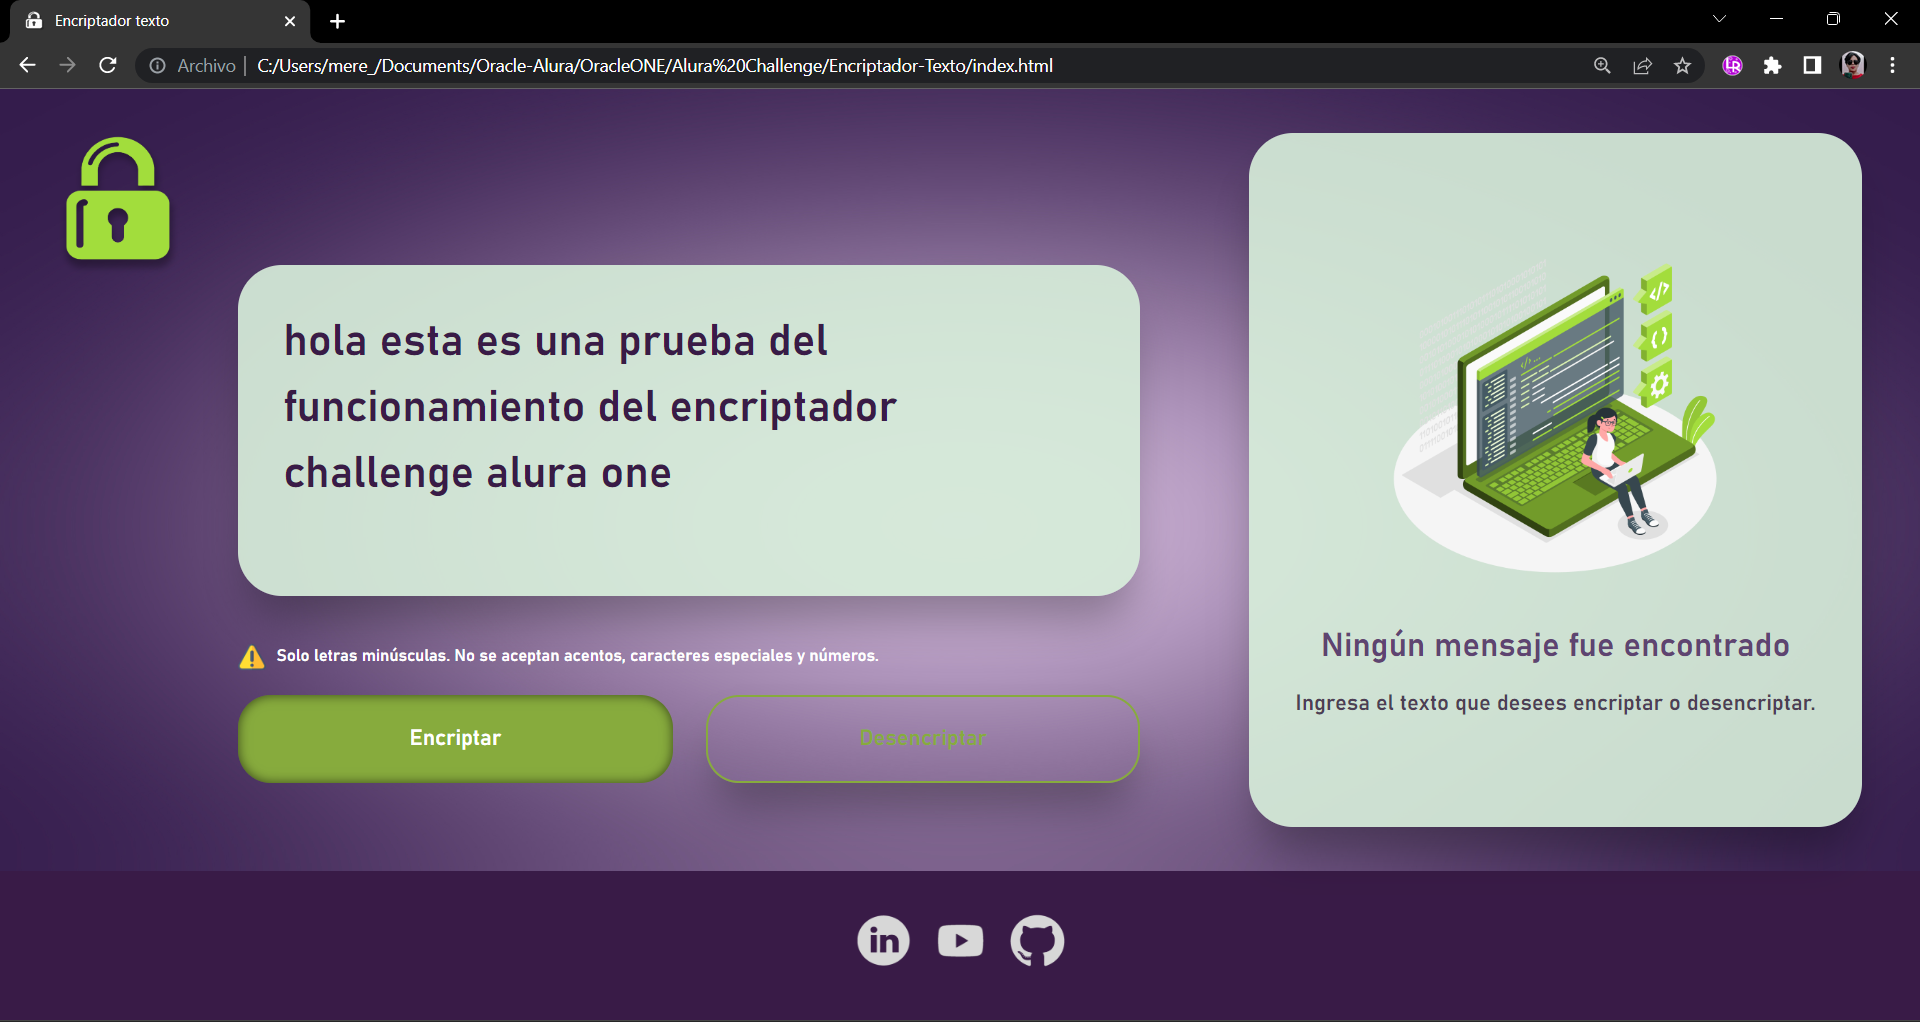 Encriptador texto
Archivo
C:/Users/mere_/Documents/Oracle-Alura/OracleONE/Alura%20Challenge/Encriptador-Texto/index.html
hola esta es una prueba del
funcionamiento del encriptador
challenge alura one
Solo letras minúsculas. No se aceptan acentos, caracteres especiales y números.
Encriptar
Desencriptar
Ningún mensaje fue encontrado
Ingresa el texto que desees encriptar o desencriptar.
in